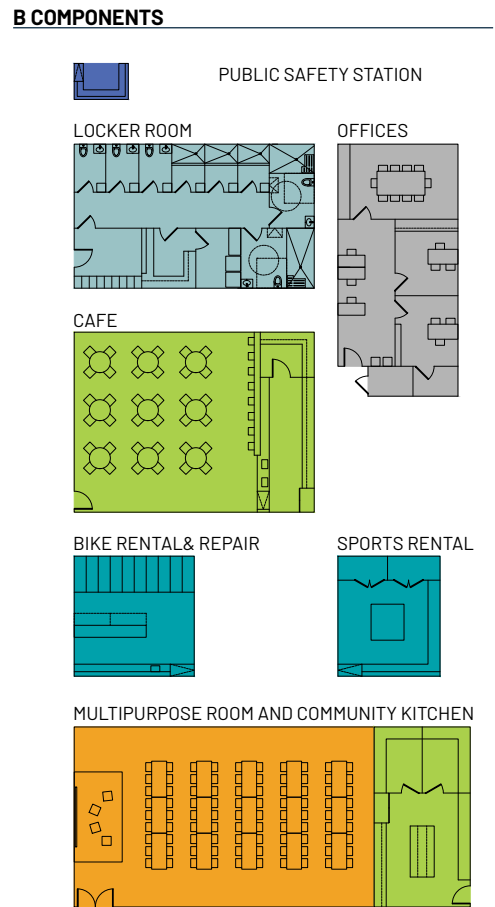 B COMPONENTS
PUBLIC SAFETY STATION
LOCKER ROOM
OFFICES
CAFE
BIKE RENTAL& REPAIR
SPORTS RENTAL
MULTIPURPOSE ROOM AND COMMUNITY KITCHEN